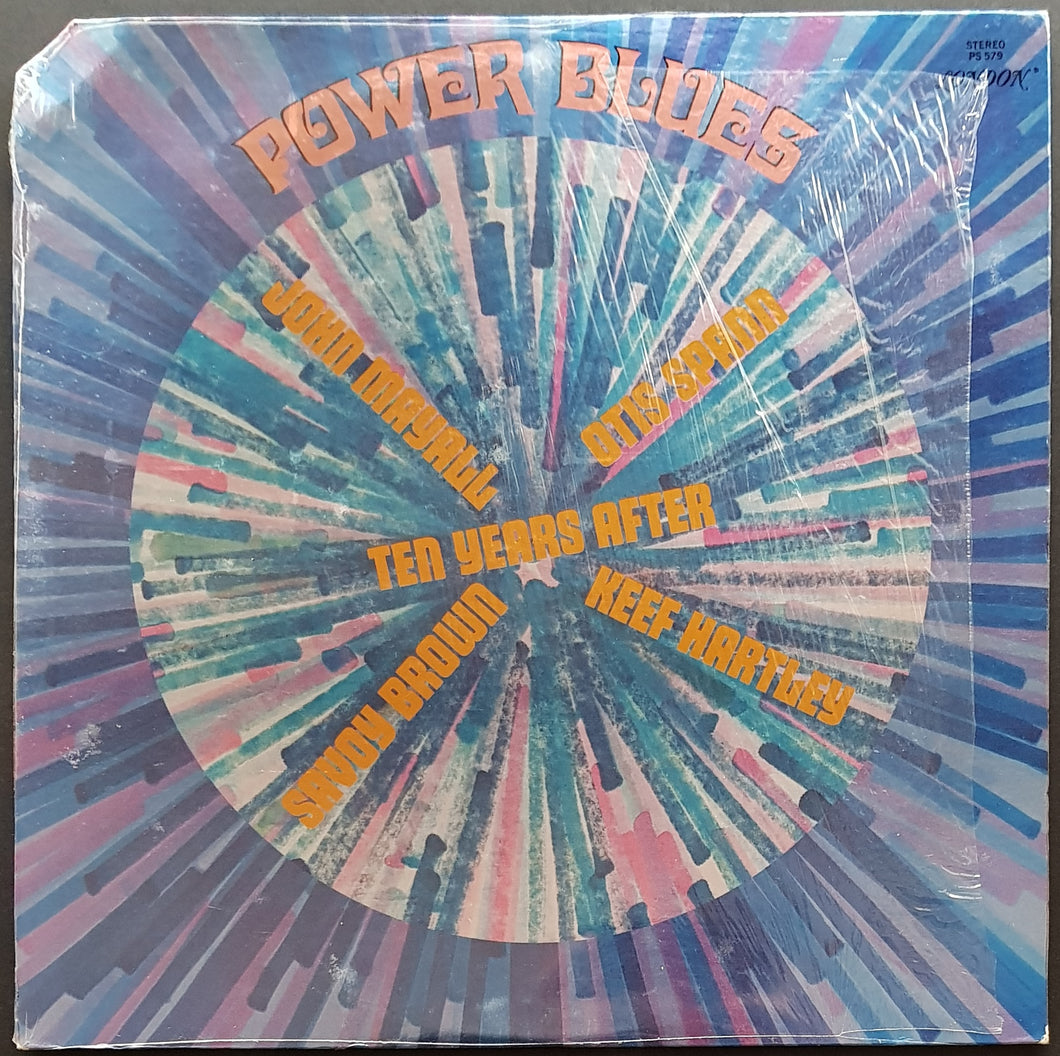 STEREO
PS 579
LONDON®
POWER BLUES
JOHN MAYALL
OTIS SPANN
TEN YEARS AFTER
SAVOY BROWN
KEEF HARTLEY